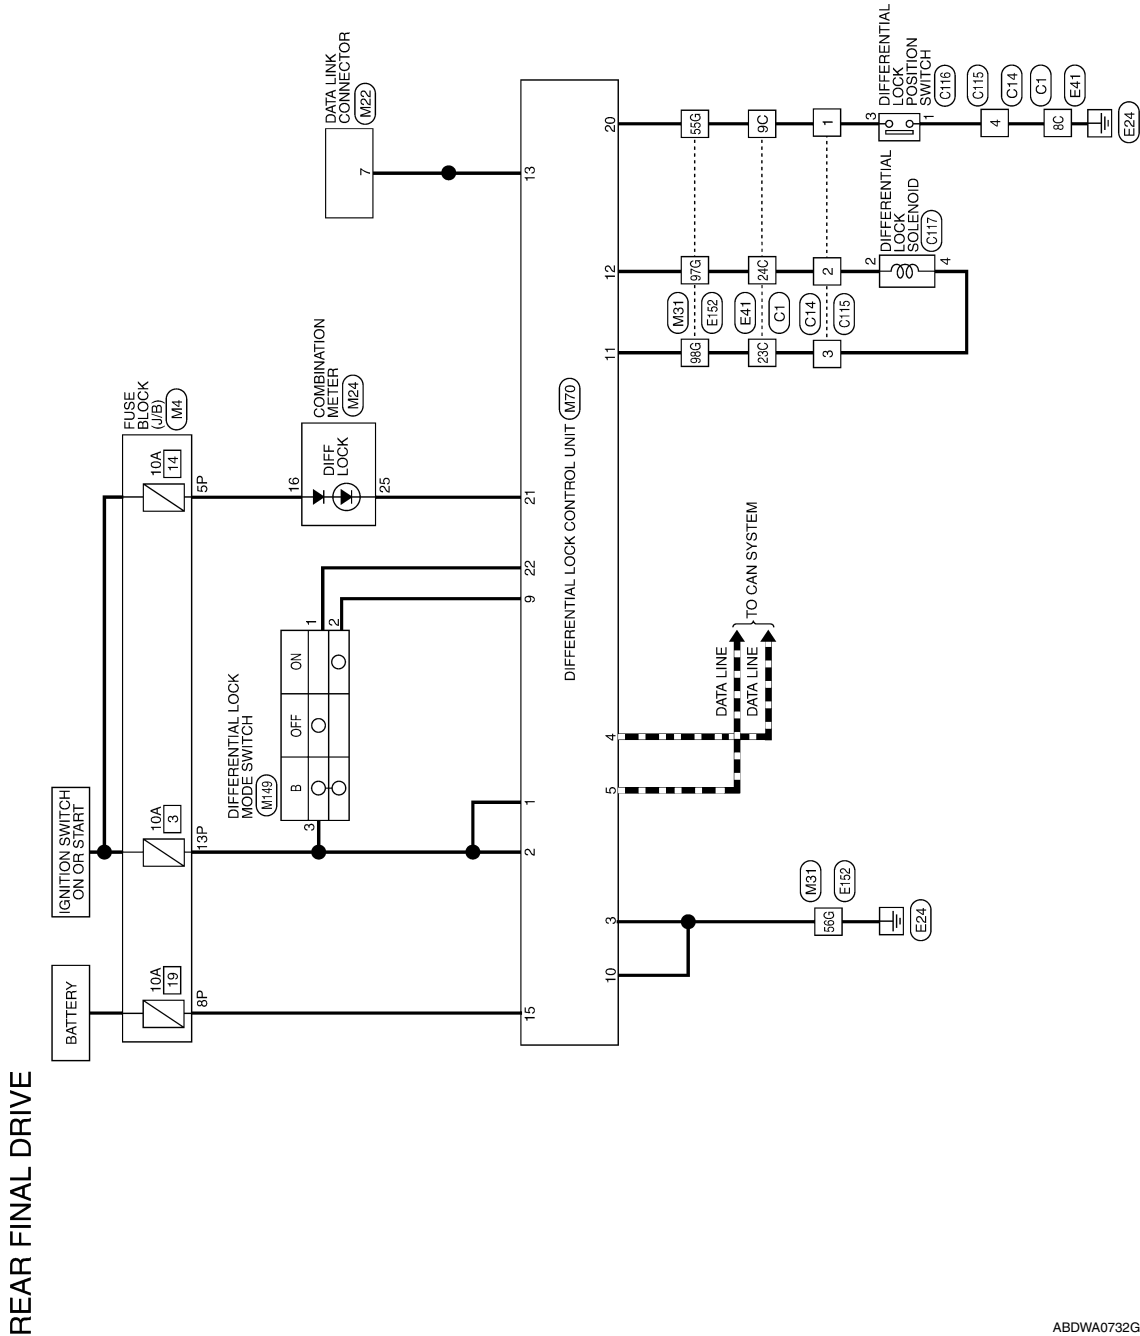 REAR FINAL DRIVE
BATTERY
IGNITION SWITCH
ON OR START
FUSE
BLOCK
(J/B)
M4
10A
19
8P
10A
3
13P
10A
14
5P
DIFFERENTIAL LOCK
MODE SWITCH
M149
B
OFF
ON
3
1
2
COMBINATION
METER
M24
16
DIFF
LOCK
25
DATA LINK
CONNECTOR
M22
7
15
2
1
9
22
21
13
DIFFERENTIAL LOCK CONTROL UNIT
M70
10
3
5
4
11
12
20
M31
E152
56G
E24
DATA LINE
DATA LINE
TO CAN SYSTEM
98G
97G
55G
M31
E152
23C
24C
9C
E41
C1
3
2
1
C14
C115
2
4
DIFFERENTIAL
LOCK
SOLENOID
C117
3
1
DIFFERENTIAL
LOCK
POSITION
SWITCH
C116
4
C115
C14
8C
C1
E41
E24
ABDWA0732G